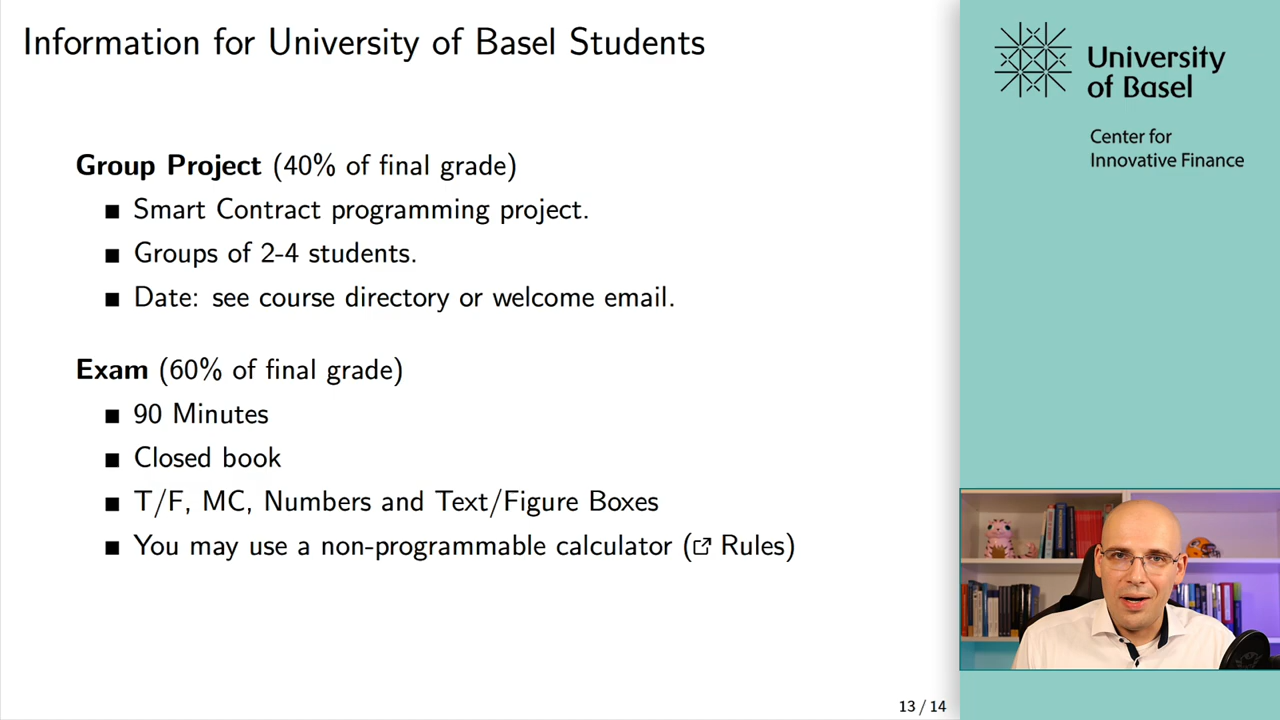 Information for University of Basel Students
Group Project (40% of final grade)
■ Smart Contract programming project.
■ Groups of 2-4 students.
■ Date: see course directory or welcome email.
Exam (60% of final grade)
■ 90 Minutes
■ Closed book
■ T/F, MC, Numbers and Text/Figure Boxes
■ You may use a non-programmable calculator (Rules)
13 / 14
University
of Basel
Center for
Innovative Finance